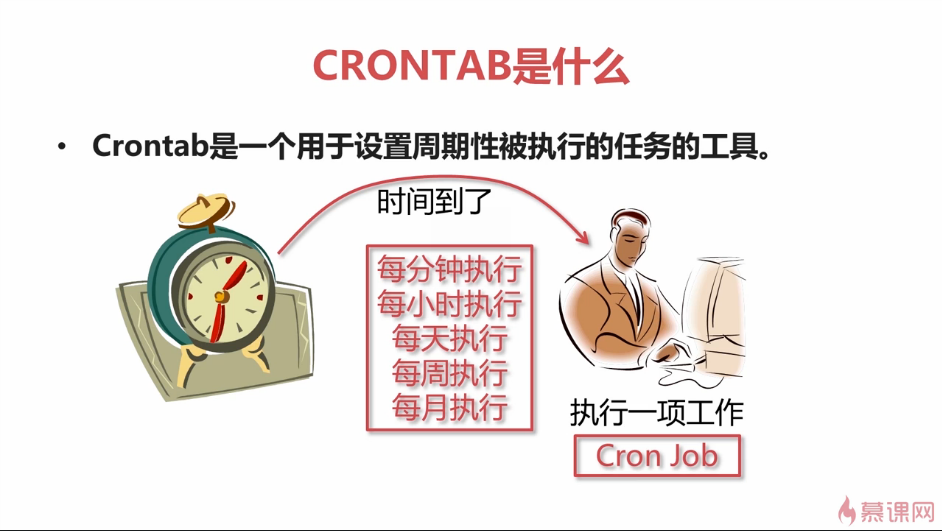 CRONTAB是什么
• Crontab是一个用于设置周期性被执行的任务的工具。
时间到了
每分钟执行
每小时执行
每天执行
每周执行
每月执行
执行一项工作
Cron Job
慕课网